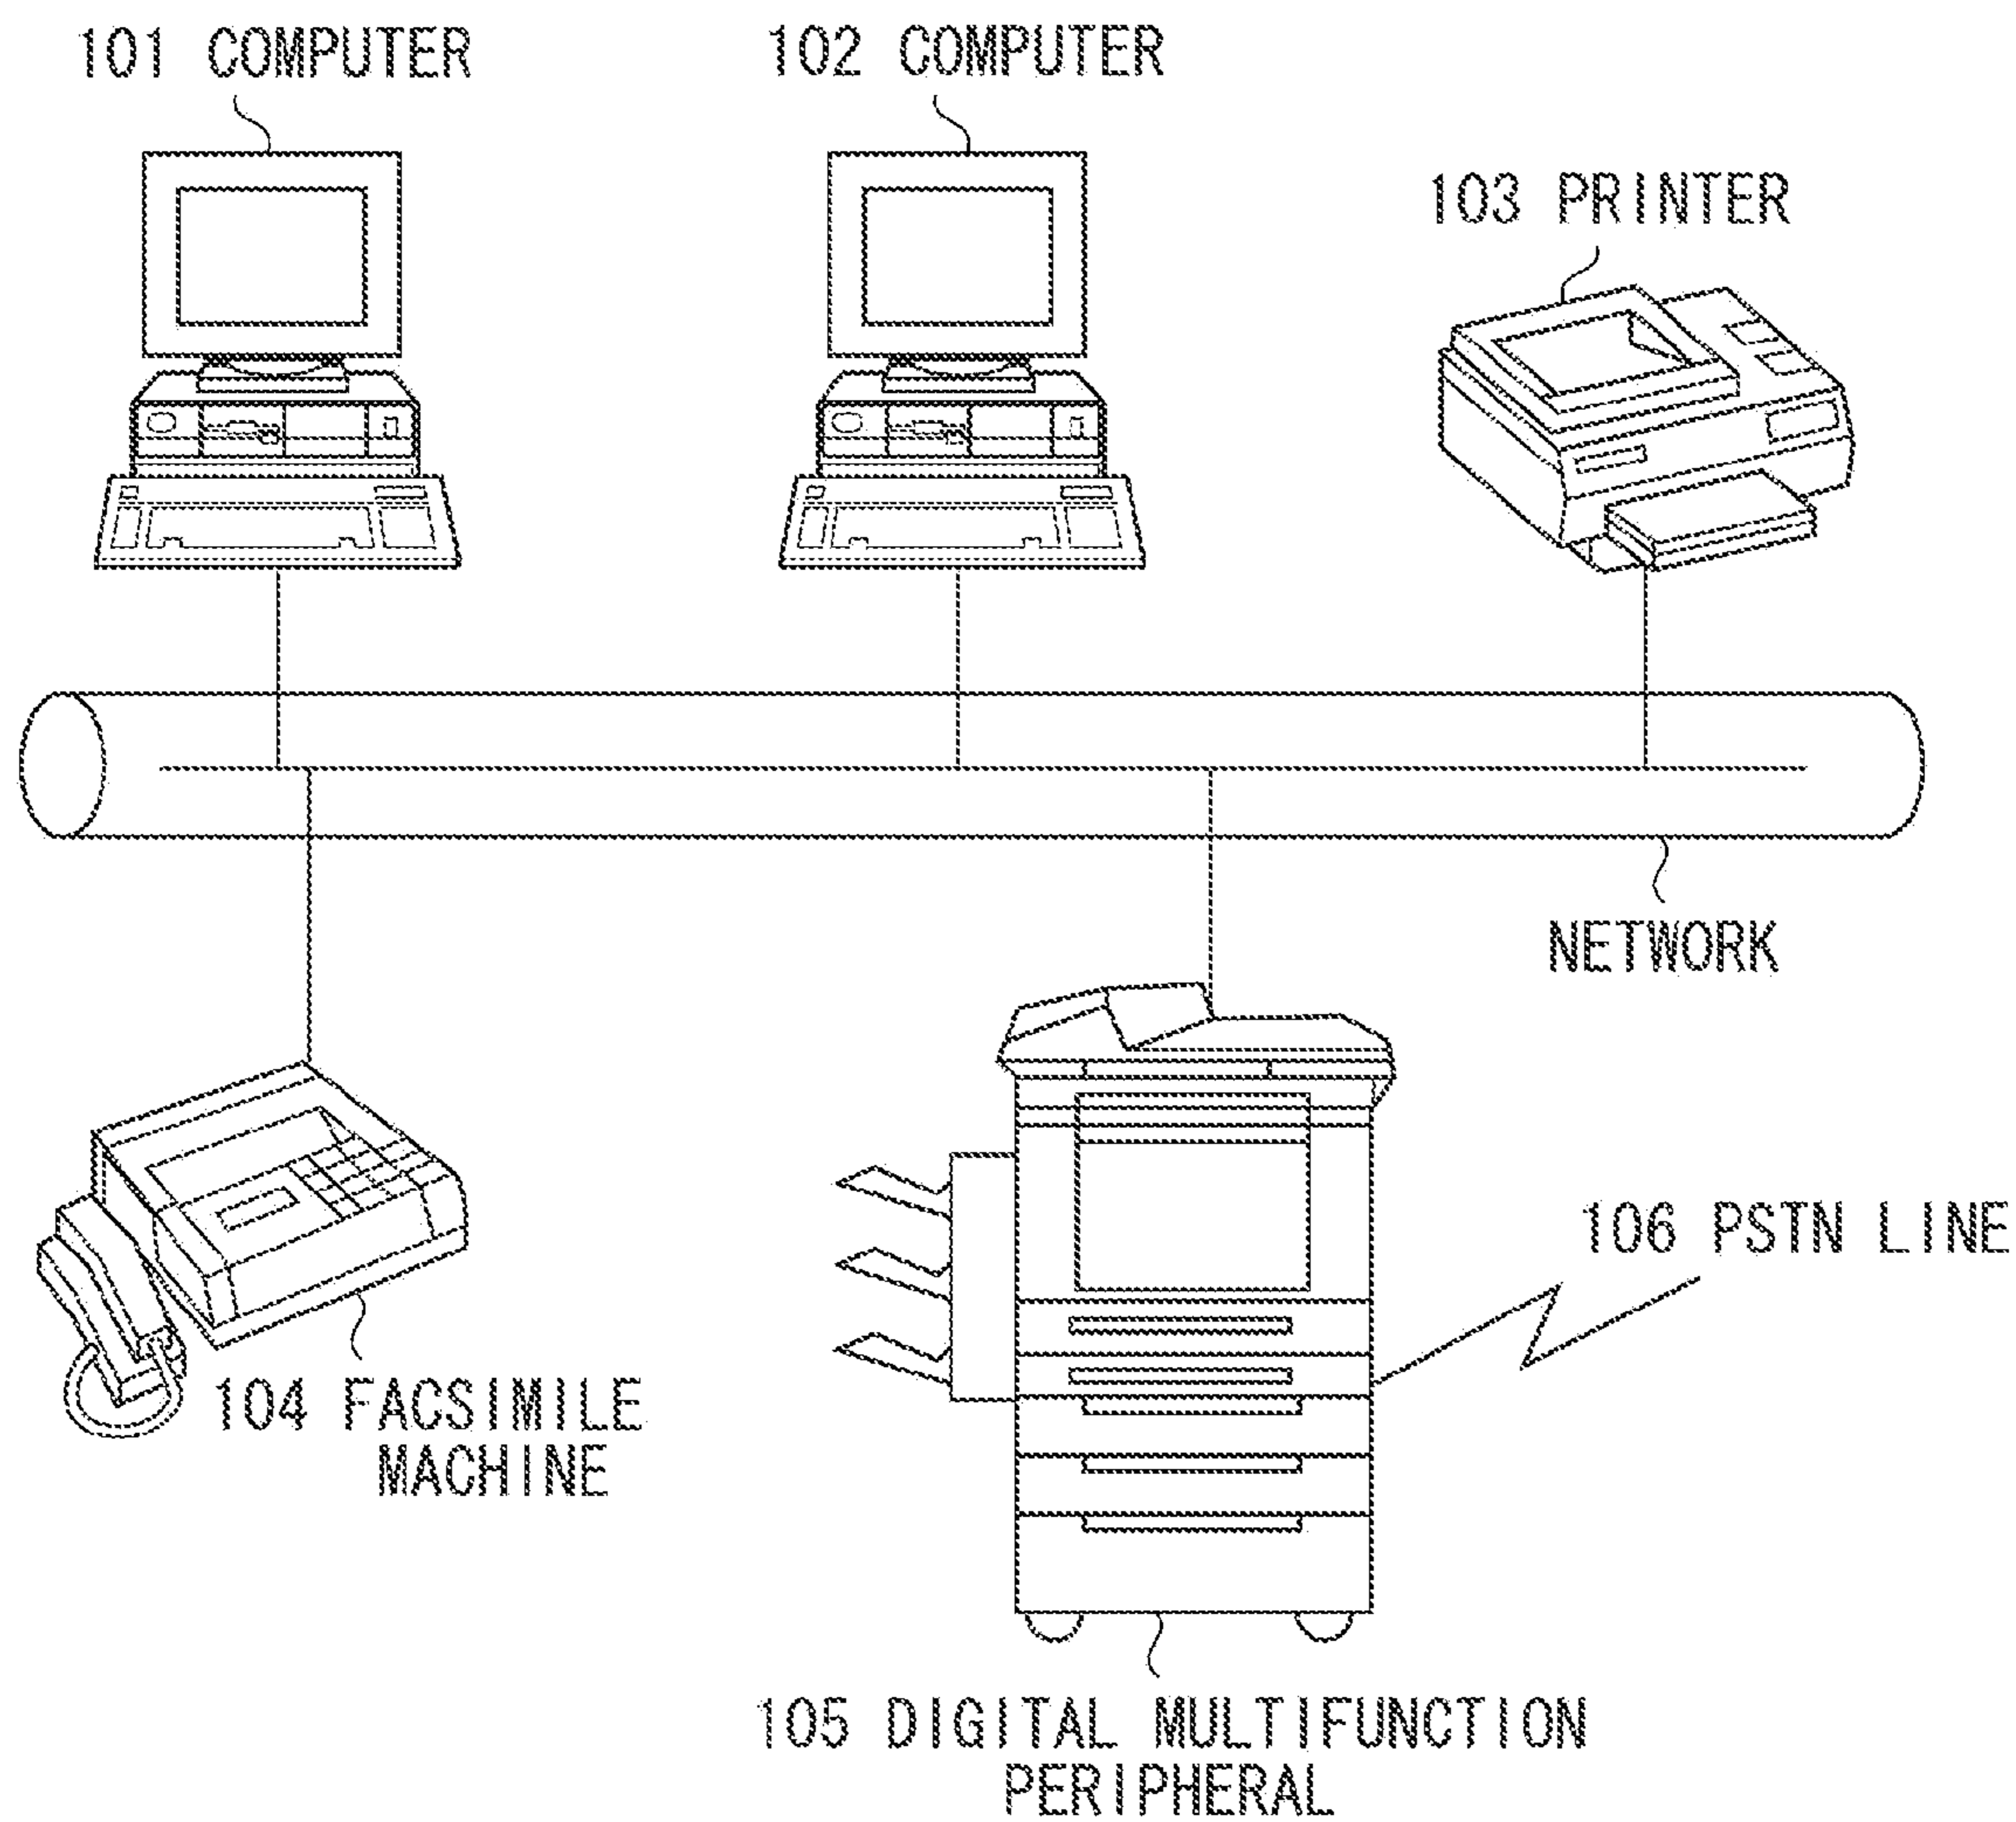 101 COMPUTER
102 COMPUTER
103 PRINTER
NETWORK
106 PSTN LINE
104 FACSIMILE
MACHINE
105 DIGITAL MULTIFUNCTION
PERIPHERAL